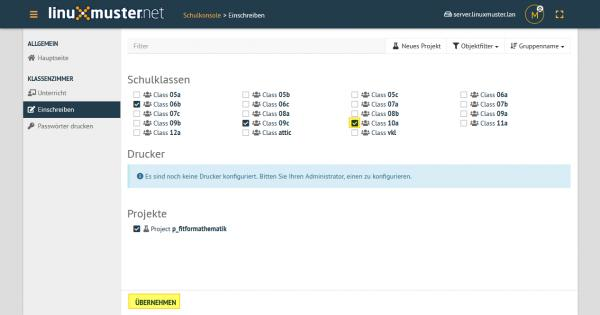 linuxmuster.net
Schulkonsole > Einschreiben
server.linuxmuster.lan
M
ALLGEMEIN
Hauptseite
KLASSENZIMMER
Unterricht
Einschreiben
Passwörter drucken
Filter
Neues Projekt
Objektfilter
Gruppenname
Schulklassen
Class 05a Class 05b Class 05c Class 06a
Class 06b Class 06c Class 07a Class 07b
Class 07c Class 08a Class 08b Class 09a
Class 09b Class 09c Class 10a Class 11a
Class 12a Class attic Class vkl
Drucker
Es sind noch keine Drucker konfiguriert. Bitten Sie Ihren Administrator, einen zu konfigurieren.
Projekte
Project p_fitformathematik
ÜBERNEHMEN